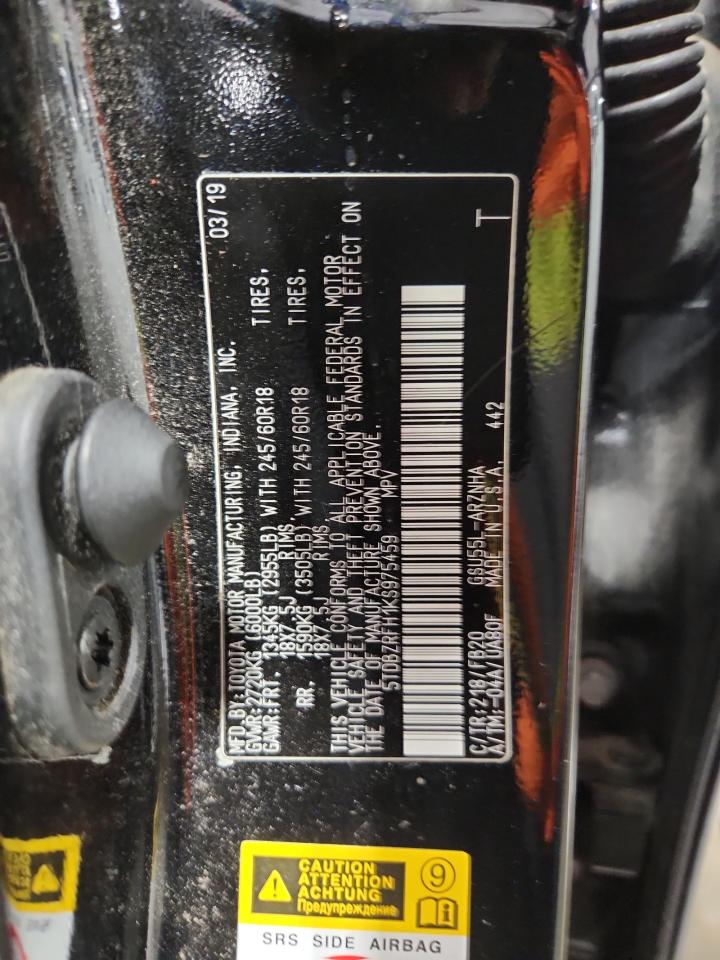 MFD.BY:TOYOTA MOTOR MANUFACTURING, INDIANA, INC. 03/19
GVWR:2720KG (6000LB)
GAWR:FRT. 1345KG (2955LB) WITH 245/60R18 TIRES,
18X7.5J RIMS
RR. 1590KG (3505LB) WITH 245/60R18 TIRES.
18X7.5J RIMS
THIS VEHICLE CONFORMS TO ALL APPLICABLE FEDERAL MOTOR
VEHICLE SAFETY AND THEFT PREVENTION STANDARDS IN EFFECT ON
THE DATE OF MANUFACTURE SHOWN ABOVE.
5TDBZRFH1KS975459 MPV
C/TR:218/FB20 GSU55L-ARZNHA T
A/TM:-04A/UA80F MADE IN U.S.A. 442
CAUTION
ATTENTION
ACHTUNG
Предупреждение
9
i
SRS SIDE AIRBAG